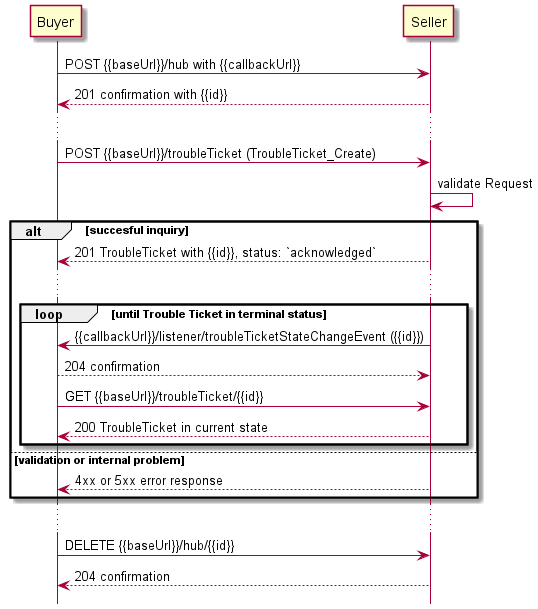 Buyer Seller
POST {{baseUrl}}/hub with {{callbackUrl}}
201 confirmation with {{id}}
POST {{baseUrl}}/troubleTicket (TroubleTicket_Create)
validate Request
alt [succesful inquiry]
201 TroubleTicket with {{id}}, status: `acknowledged`
loop [until Trouble Ticket in terminal status]
{{callbackUrl}}/listener/troubleTicketStateChangeEvent ({{id}})
204 confirmation
GET {{baseUrl}}/troubleTicket/{{id}}
200 TroubleTicket in current state
[validation or internal problem]
4xx or 5xx error response
DELETE {{baseUrl}}/hub/{{id}}
204 confirmation